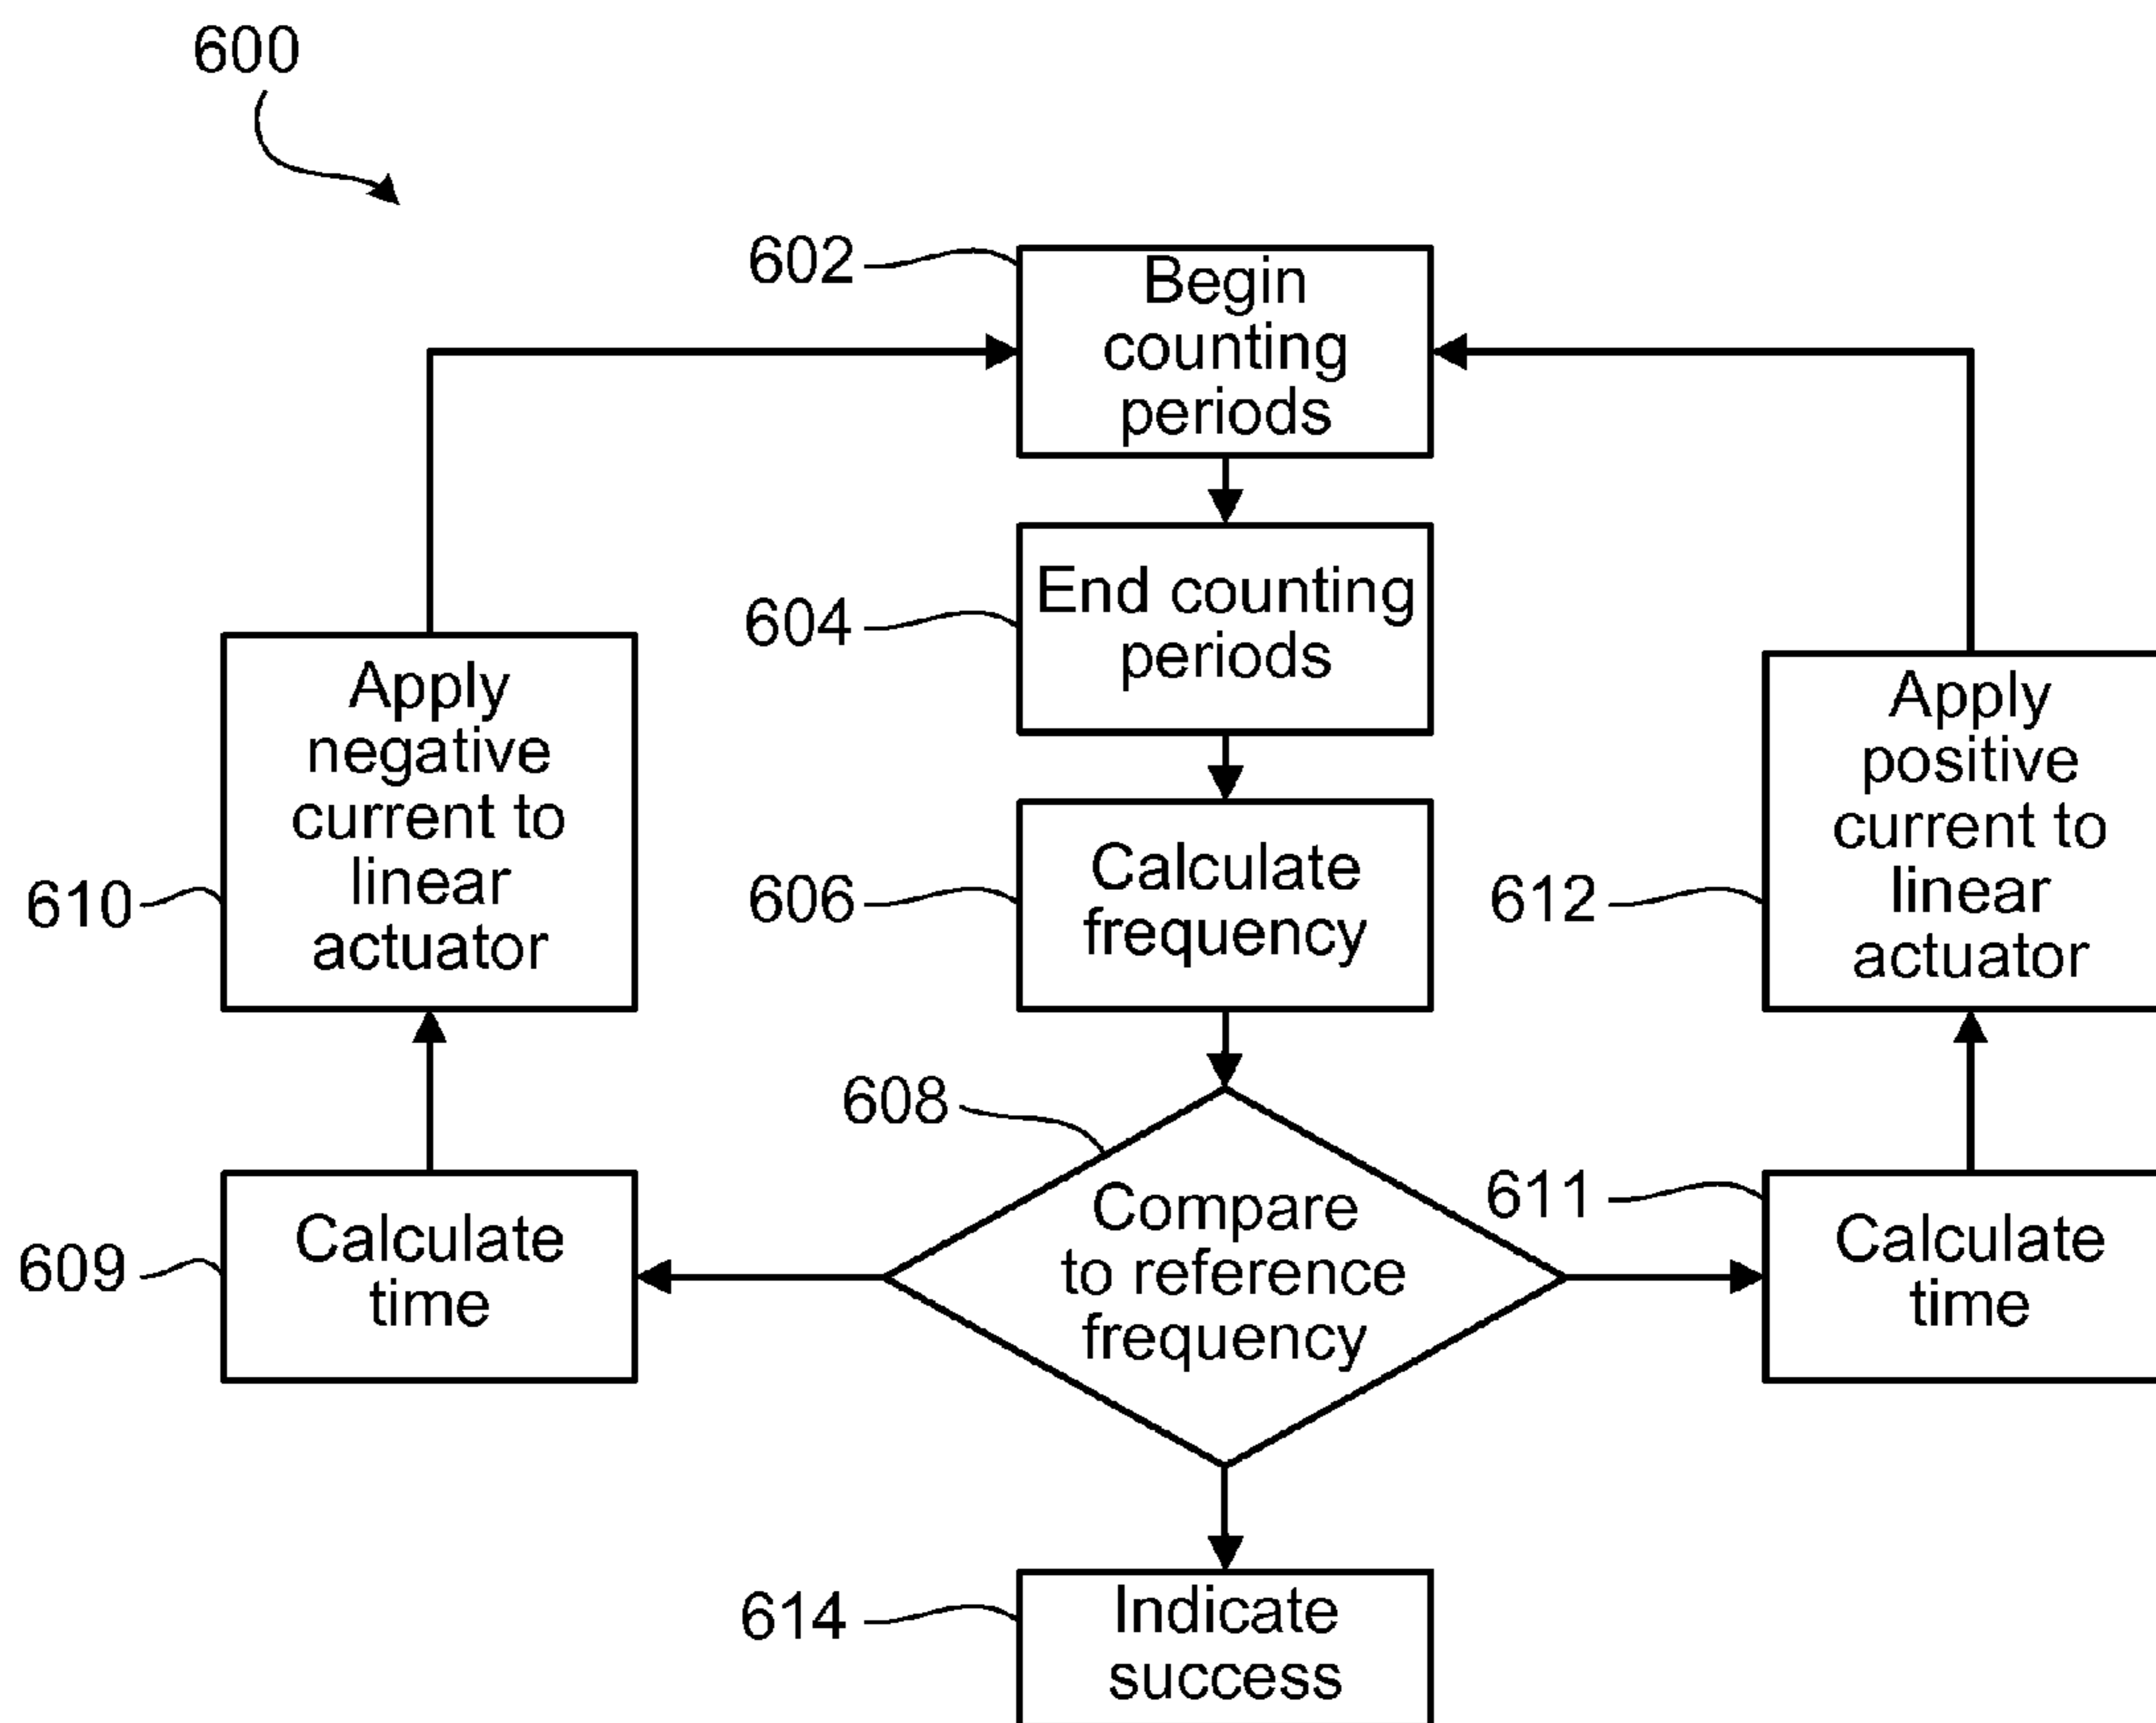 600
602
Begin
counting
periods
604
End counting
periods
610
Apply
negative
current to
linear
actuator
606
Calculate
frequency
612
Apply
positive
current to
linear
actuator
608
Compare
to reference
frequency
609
Calculate
time
611
Calculate
time
614
Indicate
success